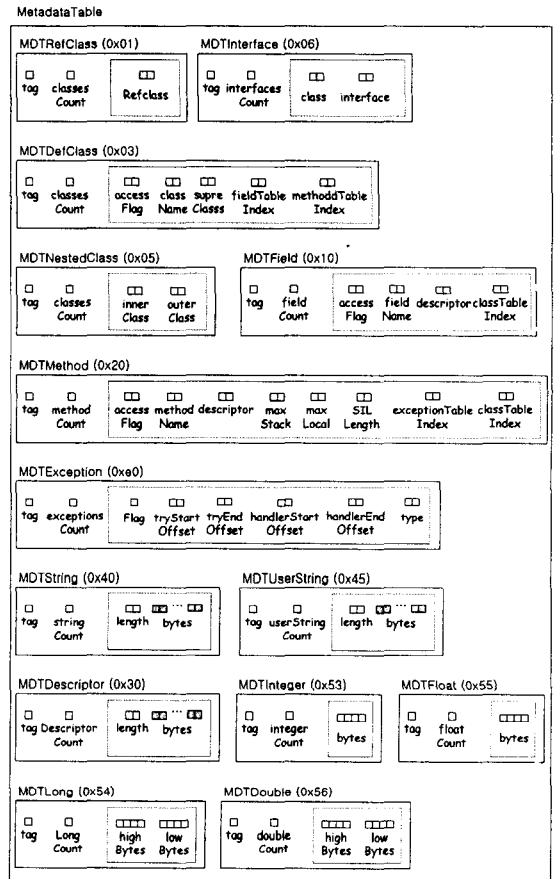 MetadataTable
MDTRefClass (0x01)
tag classes Count
Refclass
MDTInterface (0x06)
tag interfaces Count
class interface
MDTDefClass (0x03)
tag classes Count
access Flag
class Name
supre Classs
fieldTable Index
methoddTable Index
MDTNestedClass (0x05)
tag classes Count
inner Class
outer Class
MDTField (0x10)
tag field Count
access Flag
field Name
descriptor
classTable Index
MDTMethod (0x20)
tag method Count
access Flag
method Name
descriptor
max Stack
max Local
SIL Length
exceptionTable Index
classTable Index
MDTException (0xe0)
tag exceptions Count
Flag
tryStart Offset
tryEnd Offset
handlerStart Offset
handlerEnd Offset
type
MDTString (0x40)
tag string Count
length ... bytes
MDTUserString (0x45)
tag userString Count
length ... bytes
MDTDescriptor (0x30)
tag Descriptor Count
length ... bytes
MDTInteger (0x53)
tag integer Count
bytes
MDTFloat (0x55)
tag float Count
bytes
MDTLong (0x54)
tag Long Count
high Bytes
low Bytes
MDTDouble (0x56)
tag double Count
high Bytes
low Bytes